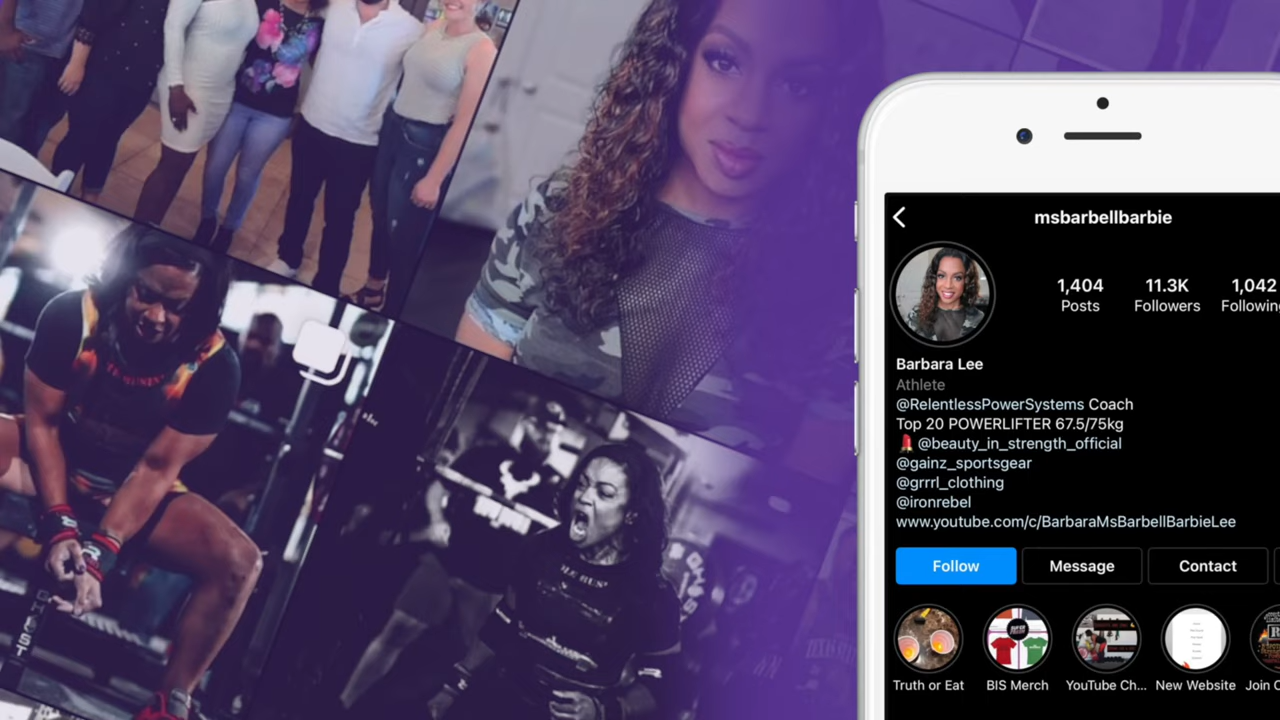 msbarbellbarbie
1,404
Posts
11.3K
Followers
1,042
Following
Barbara Lee
Athlete
@RelentlessPowerSystems Coach
Top 20 POWERLIFTER 67.5/75kg
💄 @beauty_in_strength_official
@gainz_sportsgear
@grrrl_clothing
@ironrebel
www.youtube.com/c/BarbaraMsBarbellBarbieLee
Follow
Message
Contact
Truth or Eat
BIS Merch
YouTube Ch...
New Website
Join